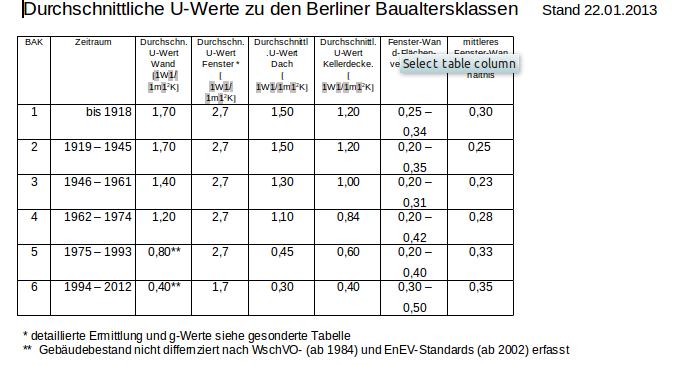 Durchschnittliche U-Werte zu den Berliner Baualtersklassen Stand 22.01.2013
BAK Zeitraum Durchschn. U-Wert Wand [1W1/1m1²K] Durchschn. U-Wert Fenster * [1W1/1m1²K] Durchschnittl.U-Wert Dach [1W1/1m1²K] Durchschnittl. U-Wert Kellerdecke. [1W1/1m1²K] Fenster-Wand-Flächen- mittleres Fenster-Wan
Select table column
1 bis 1918 1,70 2,7 1,50 1,20 0,25 – 0,34 0,30
2 1919 – 1945 1,70 2,7 1,50 1,20 0,20 – 0,35 0,25
3 1946 – 1961 1,40 2,7 1,30 1,00 0,20 – 0,31 0,23
4 1962 – 1974 1,20 2,7 1,10 0,84 0,20 – 0,42 0,28
5 1975 – 1993 0,80** 2,7 0,45 0,60 0,20 – 0,40 0,33
6 1994 – 2012 0,40** 1,7 0,30 0,40 0,30 – 0,50 0,35
* detaillierte Ermittlung und g-Werte siehe gesonderte Tabelle
** Gebäudebestand nicht differnziert nach WschVO- (ab 1984) und EnEV-Standards (ab 2002) erfasst